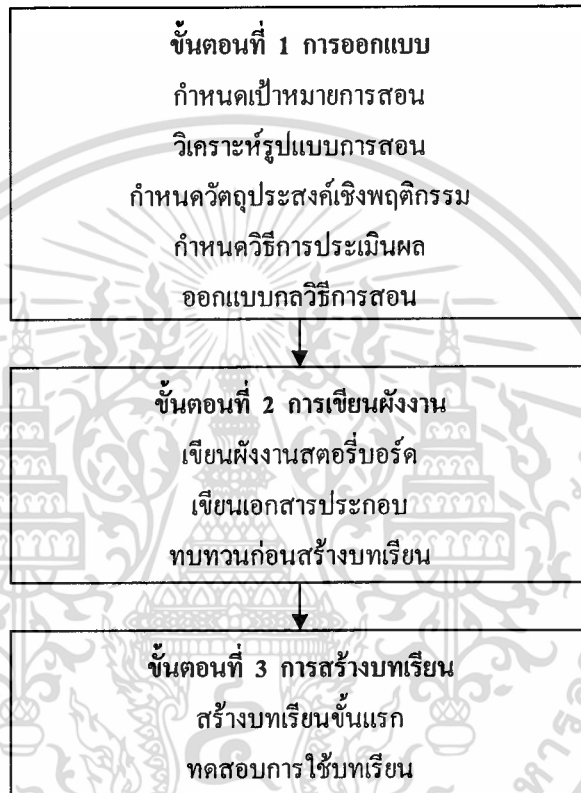 ขั้นตอนที่ 1 การออกแบบ
กำหนดเป้าหมายการสอน
วิเคราะห์รูปแบบการสอน
กำหนดวัตถุประสงค์เชิงพฤติกรรม
กำหนดวิธีการประเมินผล
ออกแบบกลวิธีการสอน
ขั้นตอนที่ 2 การเขียนผังงาน
เขียนผังงานสตอรี่บอร์ด
เขียนเอกสารประกอบ
ทบทวนก่อนสร้างบทเรียน
ขั้นตอนที่ 3 การสร้างบทเรียน
สร้างบทเรียนขั้นแรก
ทดสอบการใช้บทเรียน